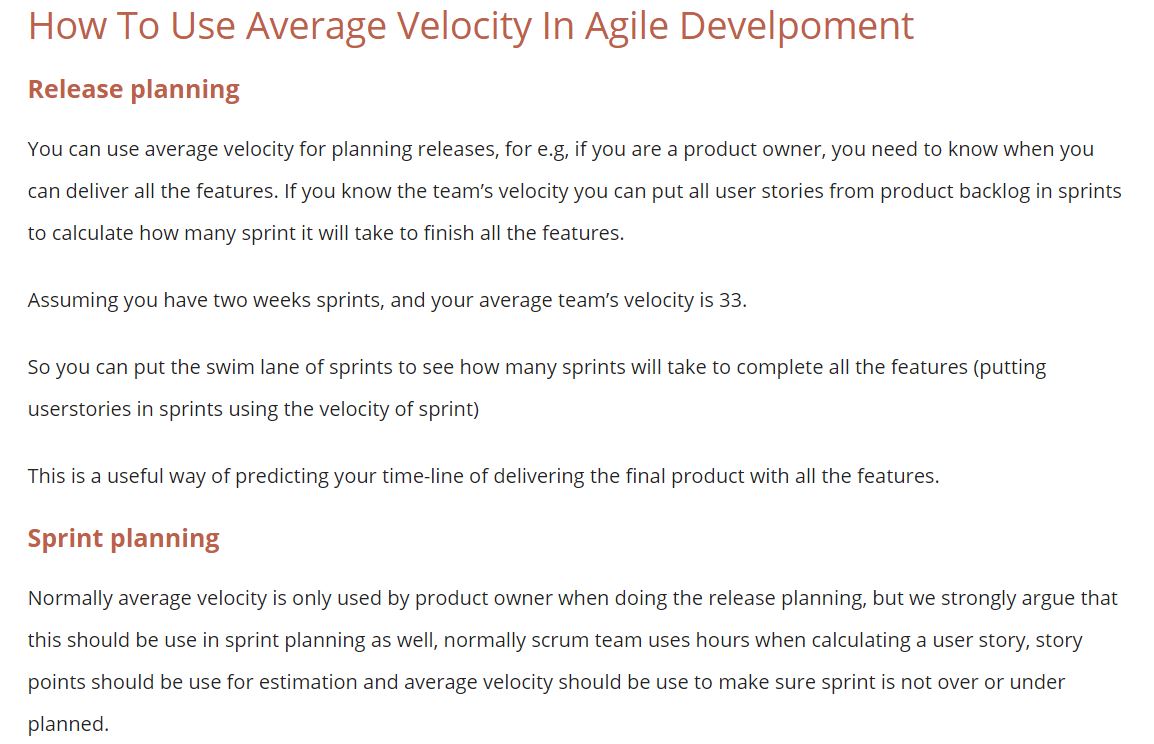 How To Use Average Velocity In Agile Develpoment
Release planning
You can use average velocity for planning releases, for e.g, if you are a product owner, you need to know when you
can deliver all the features. If you know the team’s velocity you can put all user stories from product backlog in sprints
to calculate how many sprint it will take to finish all the features.
Assuming you have two weeks sprints, and your average team’s velocity is 33.
So you can put the swim lane of sprints to see how many sprints will take to complete all the features (putting
userstories in sprints using the velocity of sprint)
This is a useful way of predicting your time-line of delivering the final product with all the features.
Sprint planning
Normally average velocity is only used by product owner when doing the release planning, but we strongly argue that
this should be use in sprint planning as well, normally scrum team uses hours when calculating a user story, story
points should be use for estimation and average velocity should be use to make sure sprint is not over or under
planned.